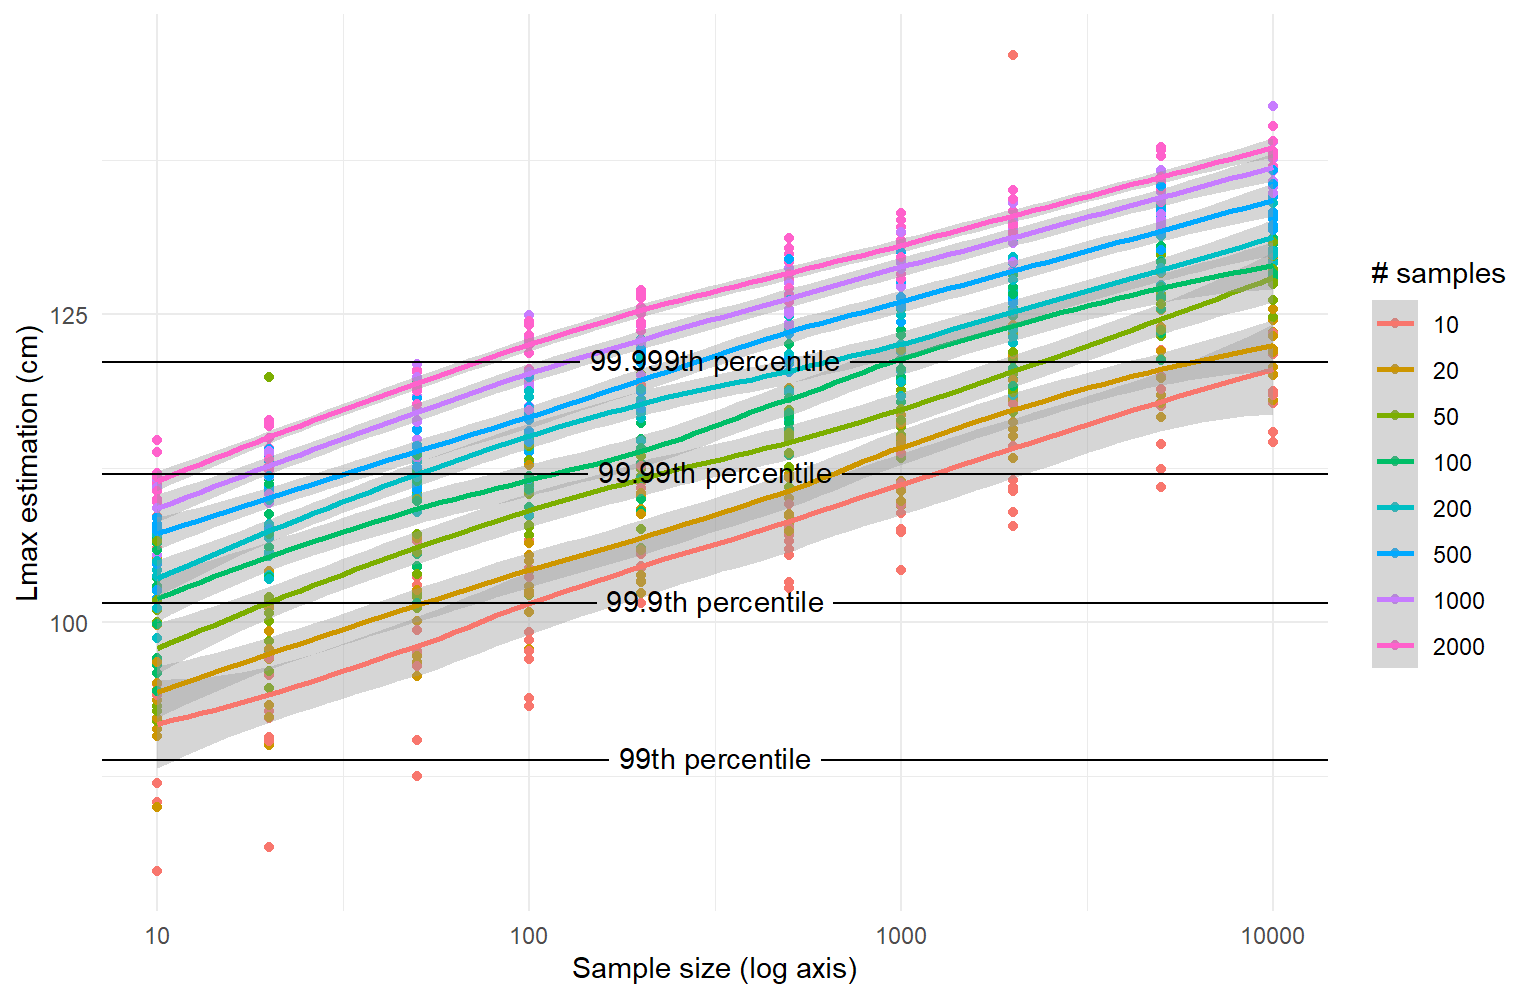 Lmax estimation (cm)
125
100
99.999th percentile
99.99th percentile
99.9th percentile
99th percentile
10
100
1000
10000
Sample size (log axis)
# samples
10
20
50
100
200
500
1000
2000